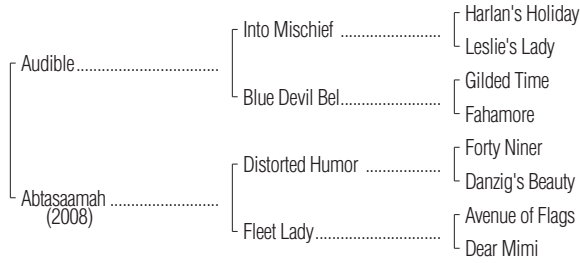 Harlan's Holiday
Into Mischief ....................
Leslie's Lady
Audible.............................
Gilded Time
Blue Devil Bel....................
Fahamore
Forty Niner
Distorted Humor ...............
Danzig's Beauty
Abtasaamah ......................
(2008)
Avenue of Flags
Fleet Lady.........................
Dear Mimi